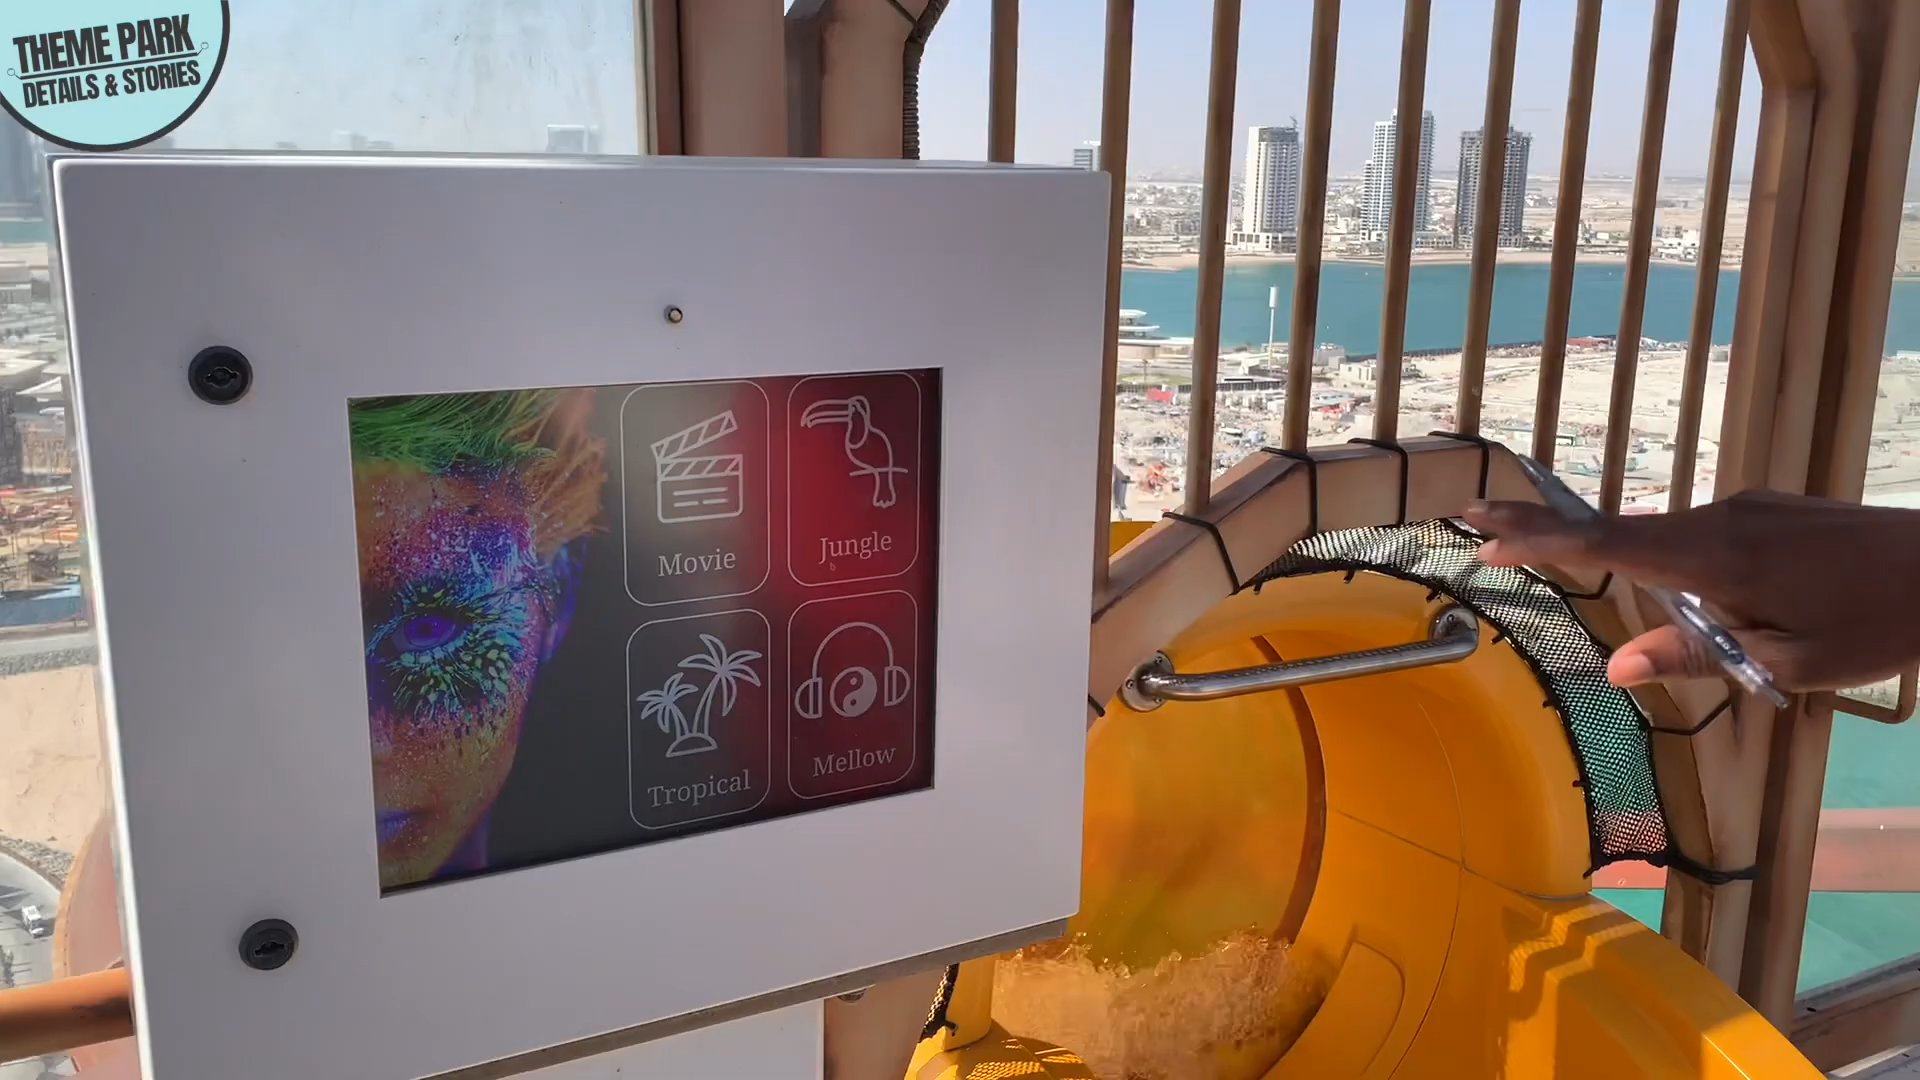 THEME PARK
DETAILS & STORIES
Movie
Jungle
Tropical
Mellow